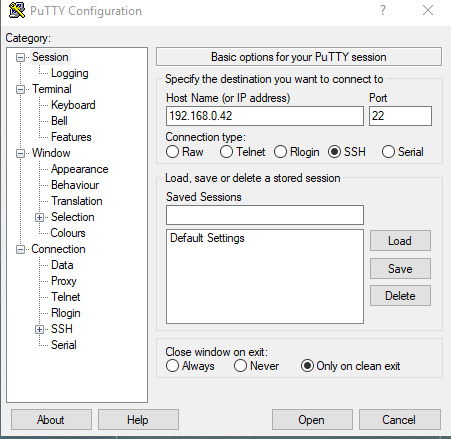 PuTTY Configuration
?
Category:
Session
Logging
Terminal
Keyboard
Bell
Features
Window
Appearance
Behaviour
Translation
Selection
Colours
Connection
Data
Proxy
Telnet
Rlogin
SSH
Serial
Basic options for your PuTTY session
Specify the destination you want to connect to
Host Name (or IP address) Port
192.168.0.42 22
Connection type:
Raw Telnet Rlogin SSH Serial
Load, save or delete a stored session
Saved Sessions
Default Settings
Load
Save
Delete
Close window on exit:
Always Never Only on clean exit
About Help Open Cancel